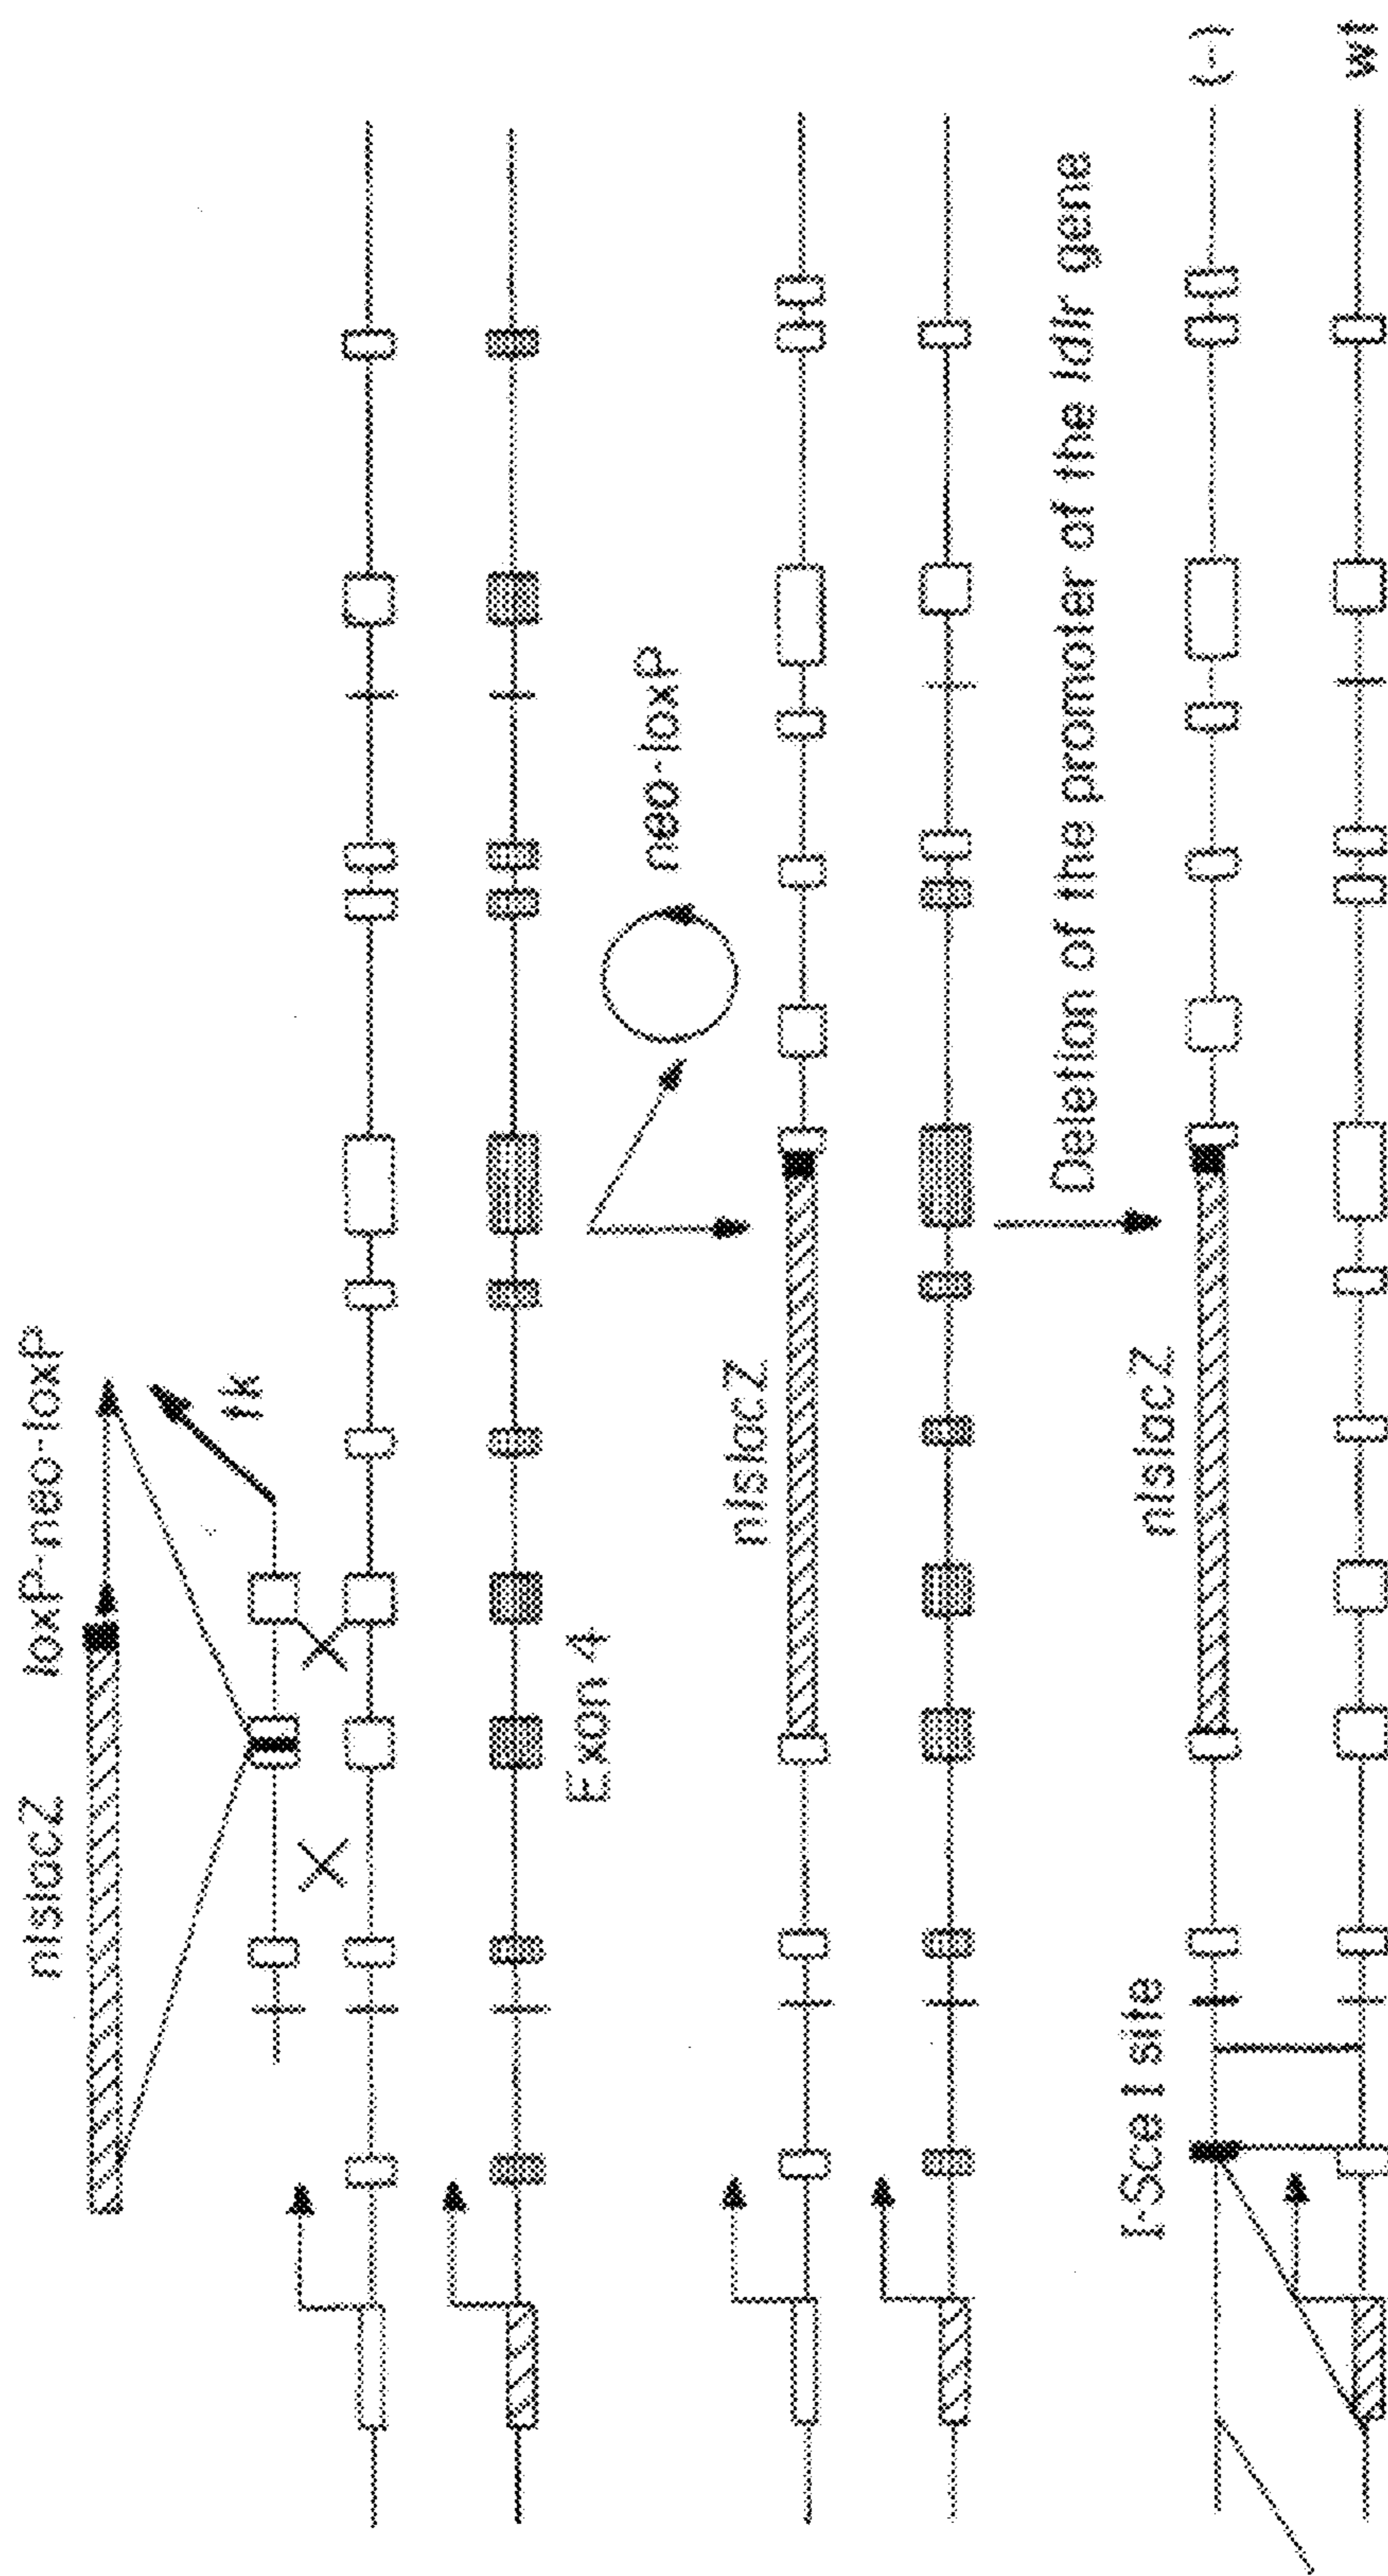 nlslacZ
loxP-neo-loxP
tk
Exon 4
neo-loxP
nlslacZ
Deletion of the promoter of the ldlr gene
I-Sce I site
nlslacZ
(-)
wt